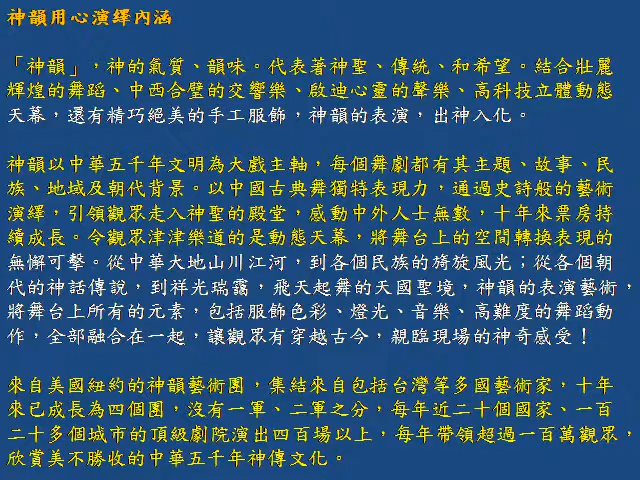 神韻用心演繹內涵
「神韻」，神的氣質、韻味。代表著神聖、傳統、和希望。結合壯麗
輝煌的舞蹈、中西合璧的交響樂、啟迪心靈的聲樂、高科技立體動態
天幕，還有精巧絕美的手工服飾，神韻的表演，出神入化。
神韻以中華五千年文明為大戲主軸，每個舞劇都有其主題、故事、民
族、地域及朝代背景。以中國古典舞獨特表現力，通過史詩般的藝術
演繹，引領觀眾走入神聖的殿堂，感動中外人士無數，十年來票房持
續成長。令觀眾津津樂道的是動態天幕，將舞台上的空間轉換表現的
無懈可擊。從中華大地山川江河，到各個民族的旖旎風光；從各個朝
代的神話傳說，到祥光瑞靄，飛天起舞的天國聖境，神韻的表演藝術，
將舞台上所有的元素，包括服飾色彩、燈光、音樂、高難度的舞蹈動
作，全部融合在一起，讓觀眾有穿越古今，親臨現場的神奇感受！
來自美國紐約的神韻藝術團，集結來自包括台灣等多國藝術家，十年
來已成長為四個團，沒有一軍、二軍之分，每年近二十個國家、一百
二十多個城市的頂級劇院演出四百場以上，每年帶領超過一百萬觀眾，
欣賞美不勝收的中華五千年神傳文化。